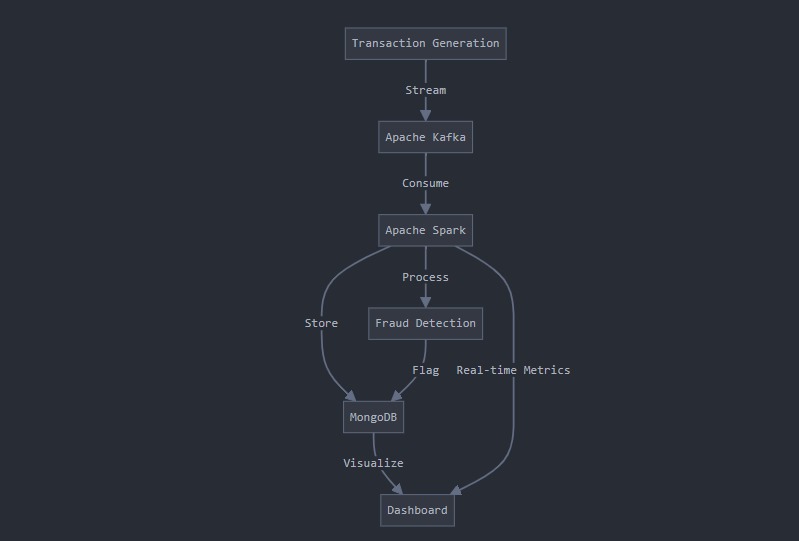 Transaction Generation
Stream
Apache Kafka
Consume
Apache Spark
Process
Store
Fraud Detection
Flag
Real-time Metrics
MongoDB
Visualize
Dashboard